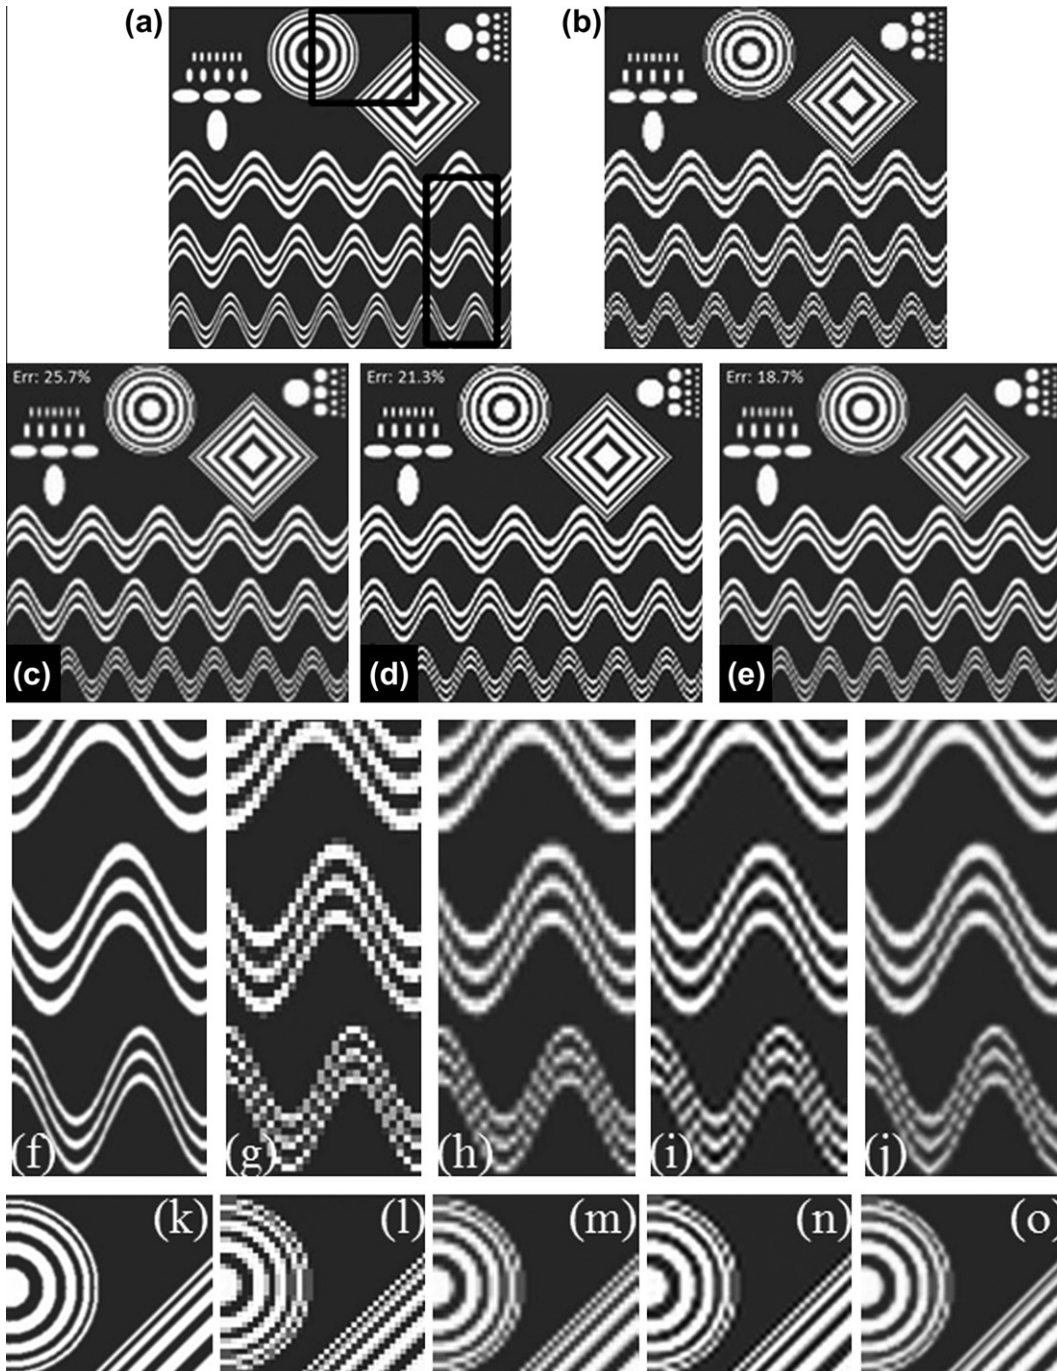 (a)
(b)
Err: 25.7%
Err: 21.3%
Err: 18.7%
(c)
(d)
(e)
(f)
(g)
(h)
(i)
(j)
(k)
(l)
(m)
(n)
(o)